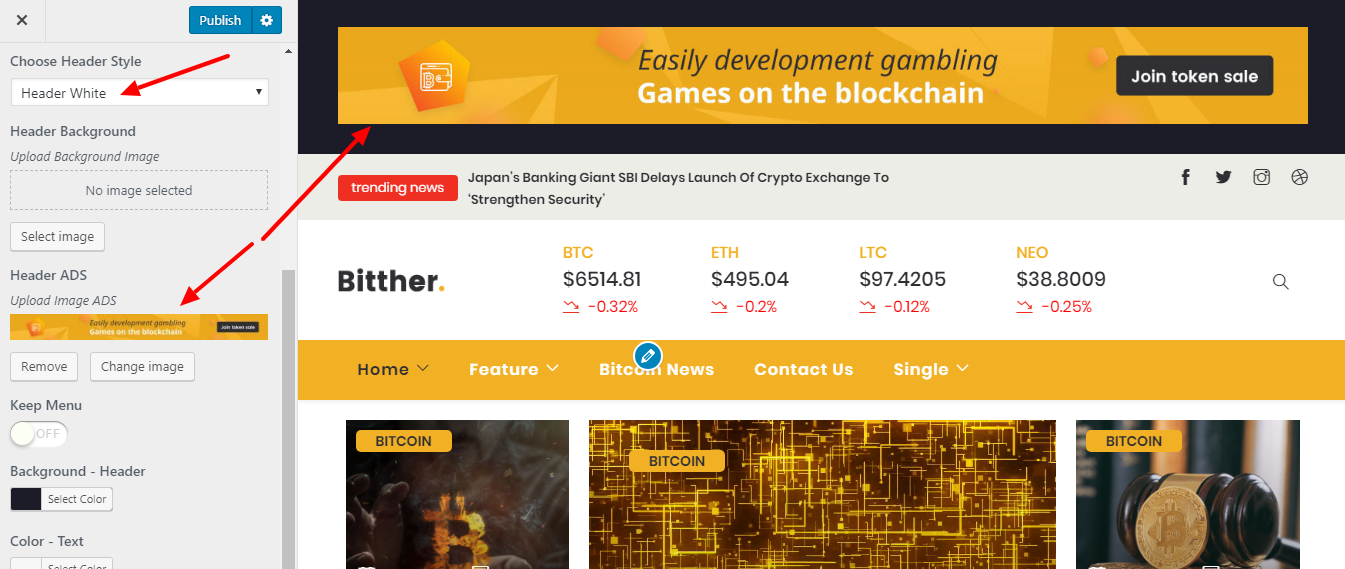 Publish
Choose Header Style
Header White
Header Background
Upload Background Image
No image selected
Select image
Header ADS
Upload Image ADS
Easily development gambling
Games on the blockchain
Join token sale
Remove
Change image
Keep Menu
OFF
Background - Header
Select Color
Color - Text
Select Color
Easily development gambling
Games on the blockchain
Join token sale
trending news
Japan's Banking Giant SBI Delays Launch Of Crypto Exchange To
‘Strengthen Security’
Bitther.
BTC
$6514.81
-0.32%
ETH
$495.04
-0.2%
LTC
$97.4205
-0.12%
NEO
$38.8009
-0.25%
Home Feature Bitcoin News Contact Us Single
BITCOIN
BITCOIN
BITCOIN